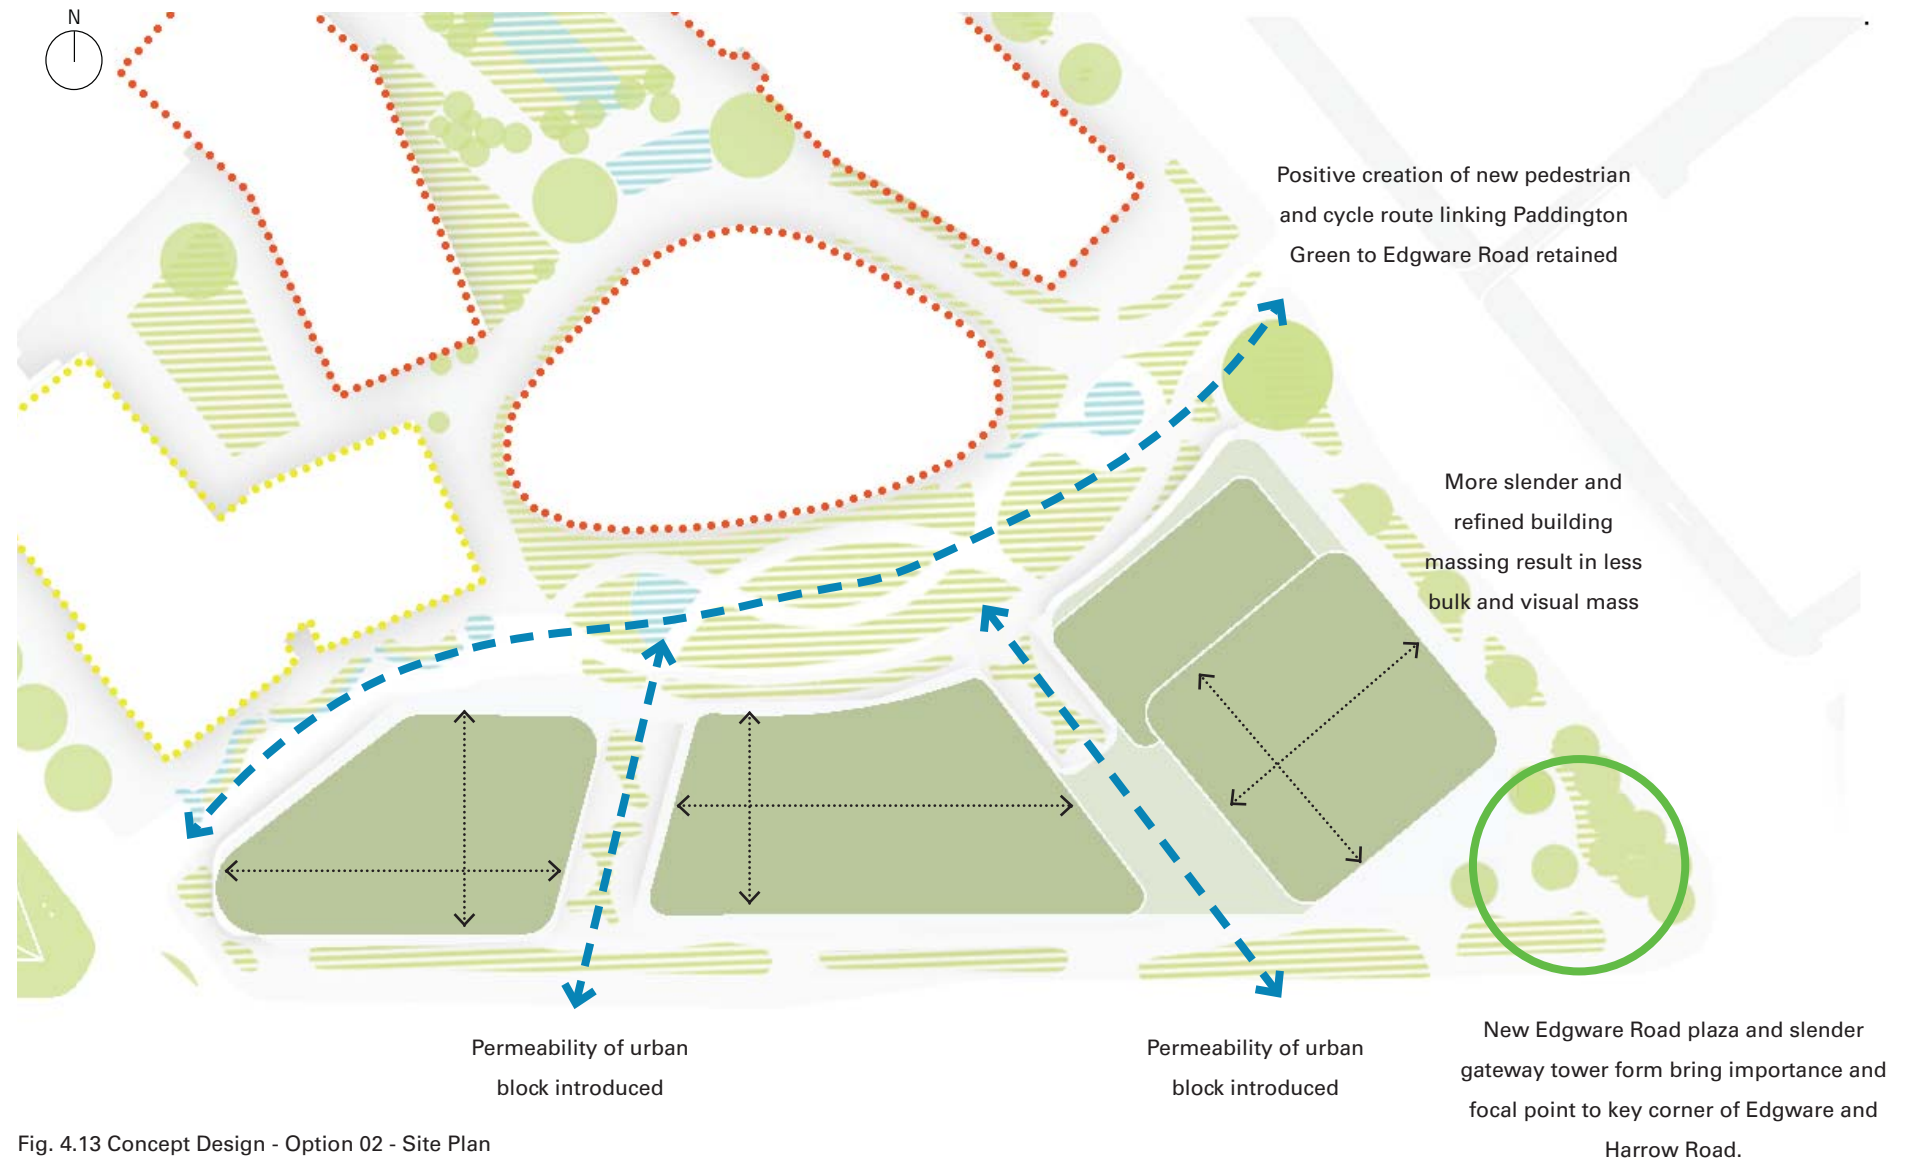 N
Positive creation of new pedestrian
and cycle route linking Paddington
Green to Edgware Road retained
More slender and
refined building
massing result in less
bulk and visual mass
Permeability of urban
block introduced
Permeability of urban
block introduced
New Edgware Road plaza and slender
gateway tower form bring importance and
focal point to key corner of Edgware and
Harrow Road.
Fig. 4.13 Concept Design - Option 02 - Site Plan